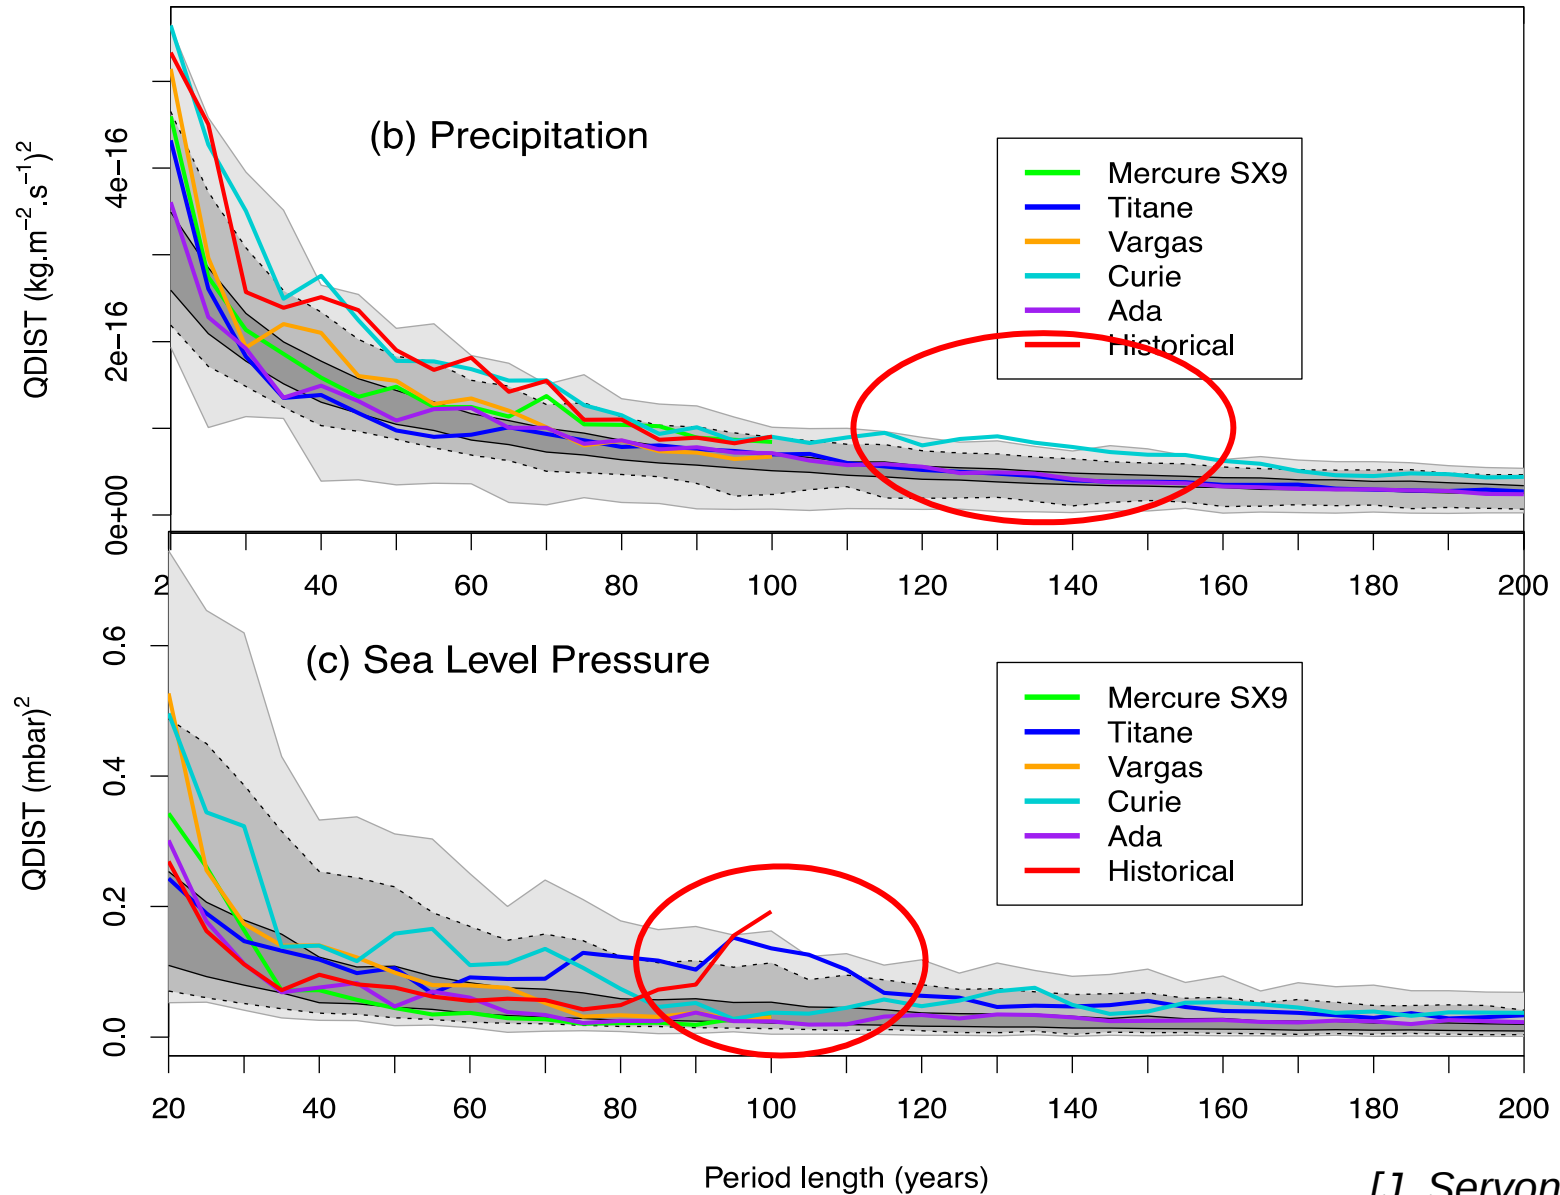 (b) Precipitation
QDIST (kg.m⁻².s⁻¹)²
0e+00 2e−16 4e−16
Mercure SX9
Titane
Vargas
Curie
Ada
Historical
20 40 60 80 100 120 140 160 180 200
(c) Sea Level Pressure
QDIST (mbar)²
0.0 0.2 0.4 0.6
Mercure SX9
Titane
Vargas
Curie
Ada
Historical
20 40 60 80 100 120 140 160 180 200
Period length (years)